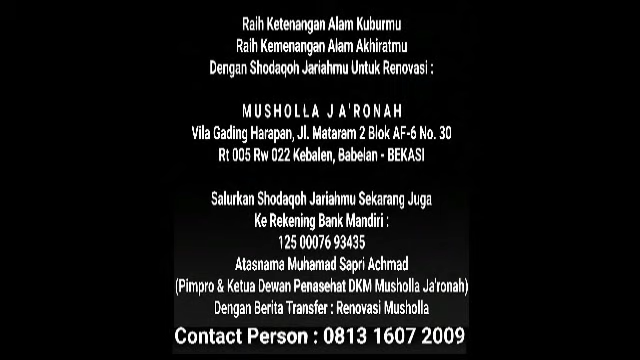 Raih Ketenangan Alam Kuburmu
Raih Kemenangan Alam Akhiratmu
Dengan Shodaqoh Jariahmu Untuk Renovasi :
MUSHOLLA JA'RONAH
Vila Gading Harapan, Jl. Mataram 2 Blok AF-6 No. 30
Rt 005 Rw 022 Kebalen, Babelan - BEKASI
Salurkan Shodaqoh Jariahmu Sekarang Juga
Ke Rekening Bank Mandiri :
125 00076 93435
Atasnama Muhamad Sapri Achmad
(Pimpro & Ketua Dewan Penasehat DKM Musholla Ja'ronah)
Dengan Berita Transfer : Renovasi Musholla
Contact Person : 0813 1607 2009